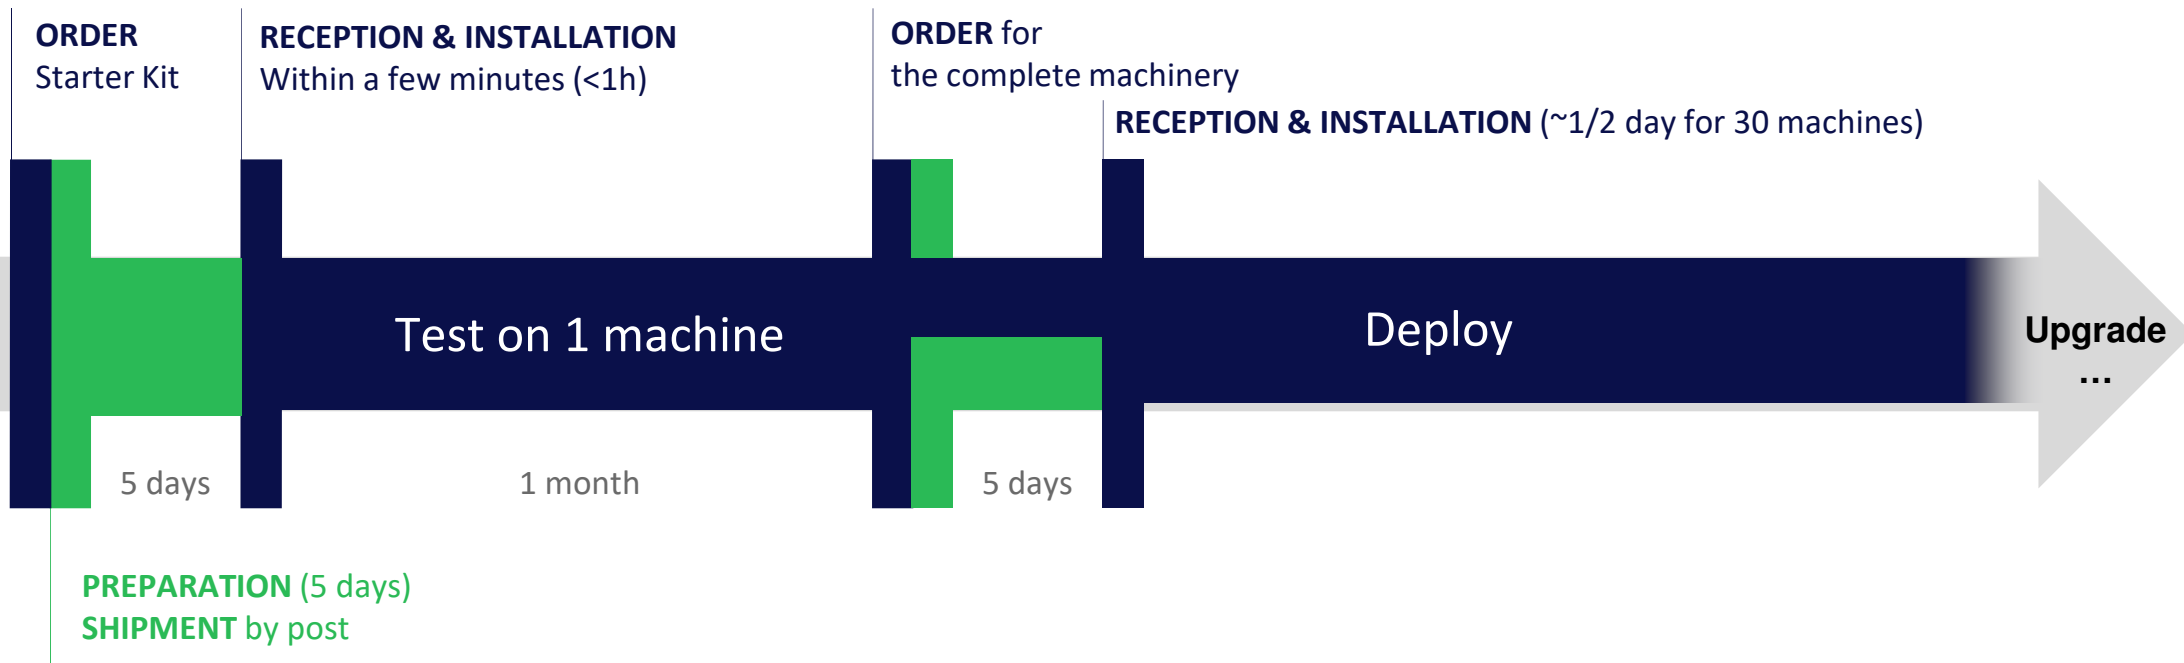 ORDER
Starter Kit
RECEPTION & INSTALLATION
Within a few minutes (<1h)
ORDER for
the complete machinery
RECEPTION & INSTALLATION (~1/2 day for 30 machines)
Test on 1 machine
Deploy
Upgrade
...
5 days
1 month
5 days
PREPARATION (5 days)
SHIPMENT by post